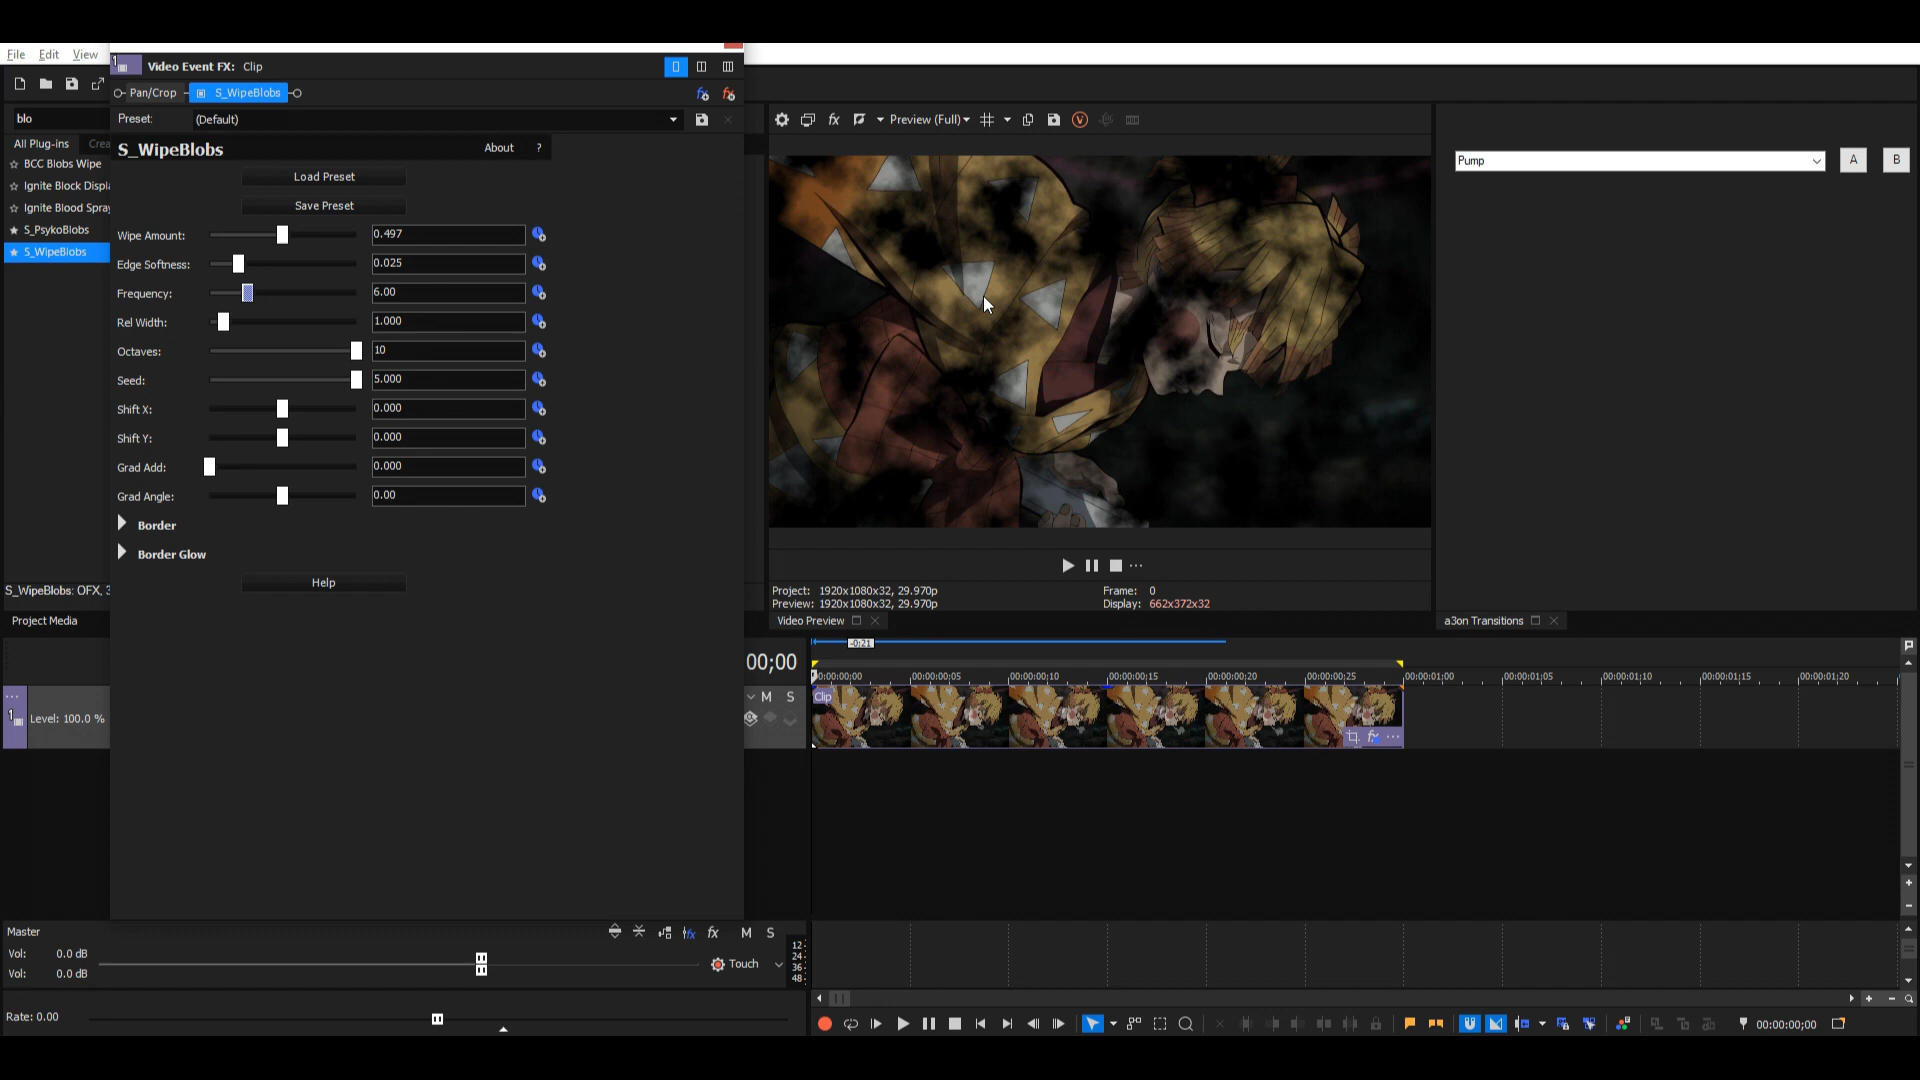 File Edit View
Video Event FX: Clip
Pan/Crop S_WipeBlobs
blo
Preset: (Default)
All Plug-ins
BCC Blobs Wipe
Ignite Block Displ
Ignite Blood Spray
S_PsykoBlobs
S_WipeBlobs
S_WipeBlobs About ?
Load Preset
Save Preset
Wipe Amount: 0.497
Edge Softness: 0.025
Frequency: 6.00
Rel Width: 1.000
Octaves: 10
Seed: 5.000
Shift X: 0.000
Shift Y: 0.000
Grad Add: 0.000
Grad Angle: 0.00
Border
Border Glow
Help
S_WipeBlobs: OFX, 3
Project Media
Preview (Full)
Project: 1920x1080x32, 29.970p Frame: 0
Preview: 1920x1080x32, 29.970p Display: 662x372x32
Video Preview
Pump A B
a3on Transitions
-0:21
00;00
00:00:00:00 00:00:00:05 00:00:00:10 00:00:00:15 00:00:00:20 00:00:00:25 00:00:01;00 00:00:01;05 00:00:01;10 00:00:01;15 00:00:01;20
Clip
1 Level: 100.0 % M S
Master M S
Vol: 0.0 dB
Vol: 0.0 dB
Touch
12
24
36
48
Rate: 0.00
00:00:00;00